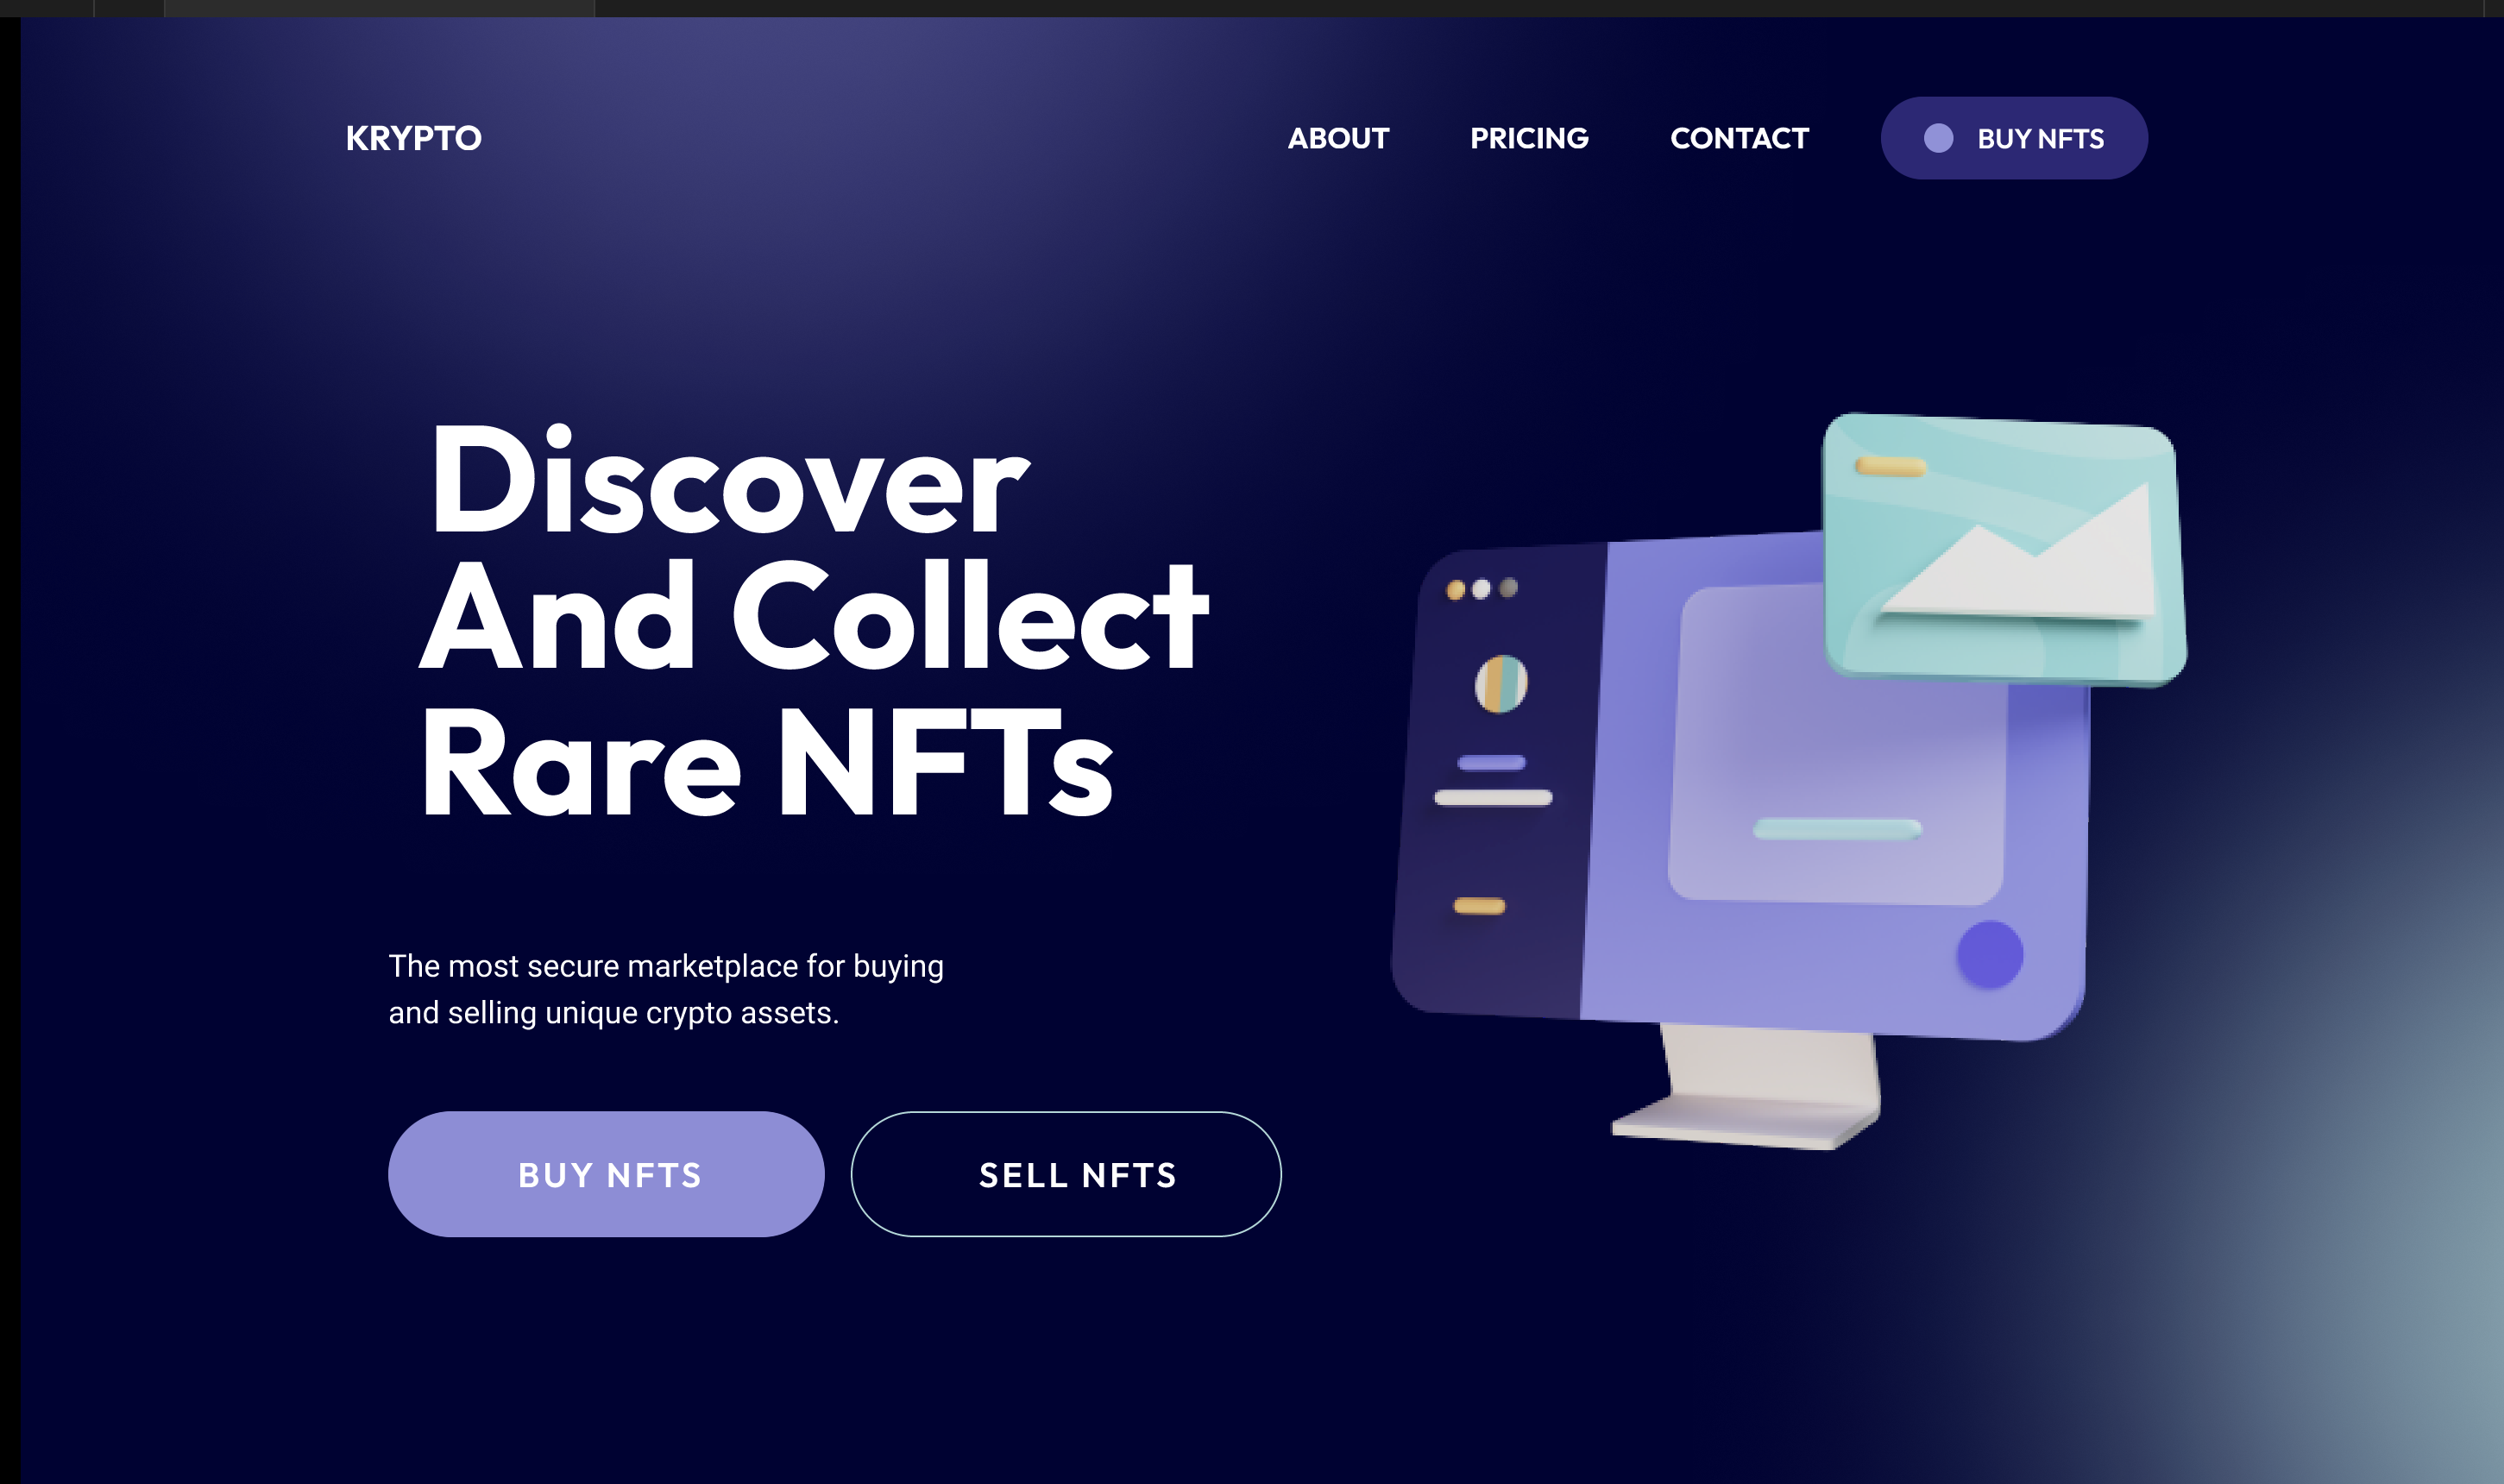 KRYPTO
ABOUT PRICING CONTACT BUY NFTS
Discover
And Collect
Rare NFTs
The most secure marketplace for buying
and selling unique crypto assets.
BUY NFTS SELL NFTS